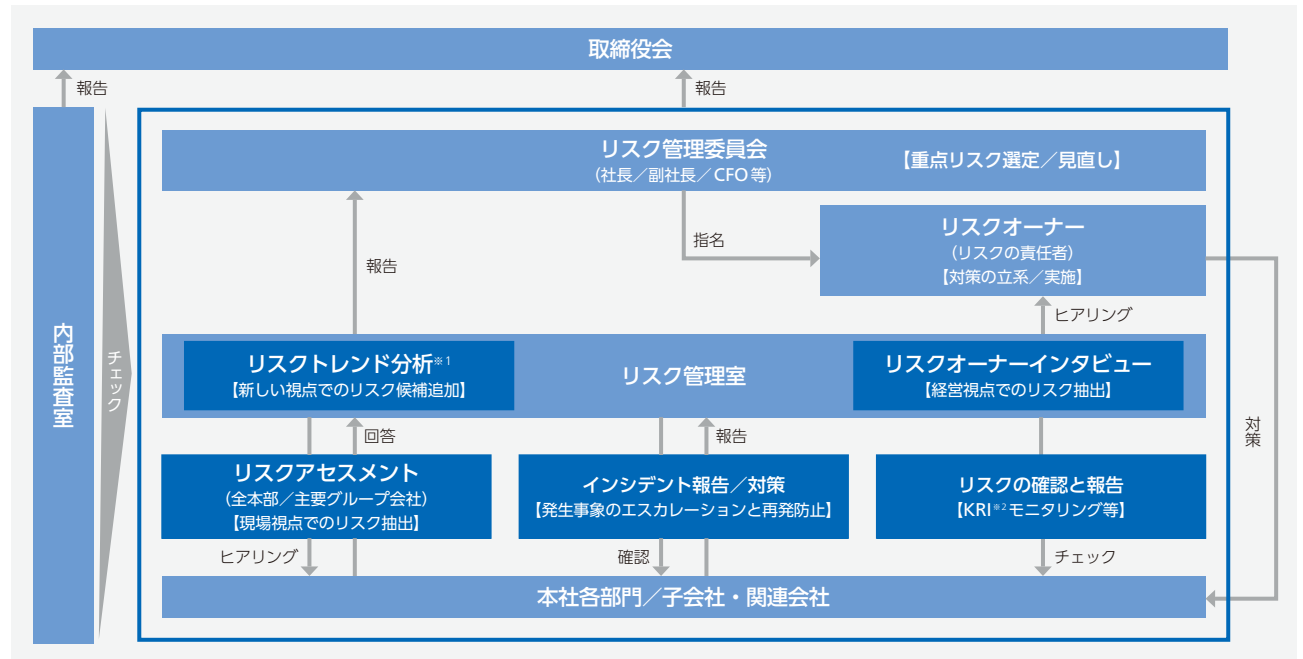 取締役会
報告
報告
リスク管理委員会
(社長／副社長／CFO等)
【重点リスク選定／見直し】
リスクオーナー
(リスクの責任者)
【対策の立系／実施】
指名
報告
ヒアリング
内部監査室
チェック
リスクトレンド分析※1
【新しい視点でのリスク候補追加】
リスク管理室
リスクオーナーインタビュー
【経営視点でのリスク抽出】
対策
回答
報告
リスクアセスメント
(全本部／主要グループ会社)
【現場視点でのリスク抽出】
インシデント報告／対策
【発生事象のエスカレーションと再発防止】
リスクの確認と報告
【KRI※2モニタリング等】
ヒアリング
確認
チェック
本社各部門／子会社・関連会社